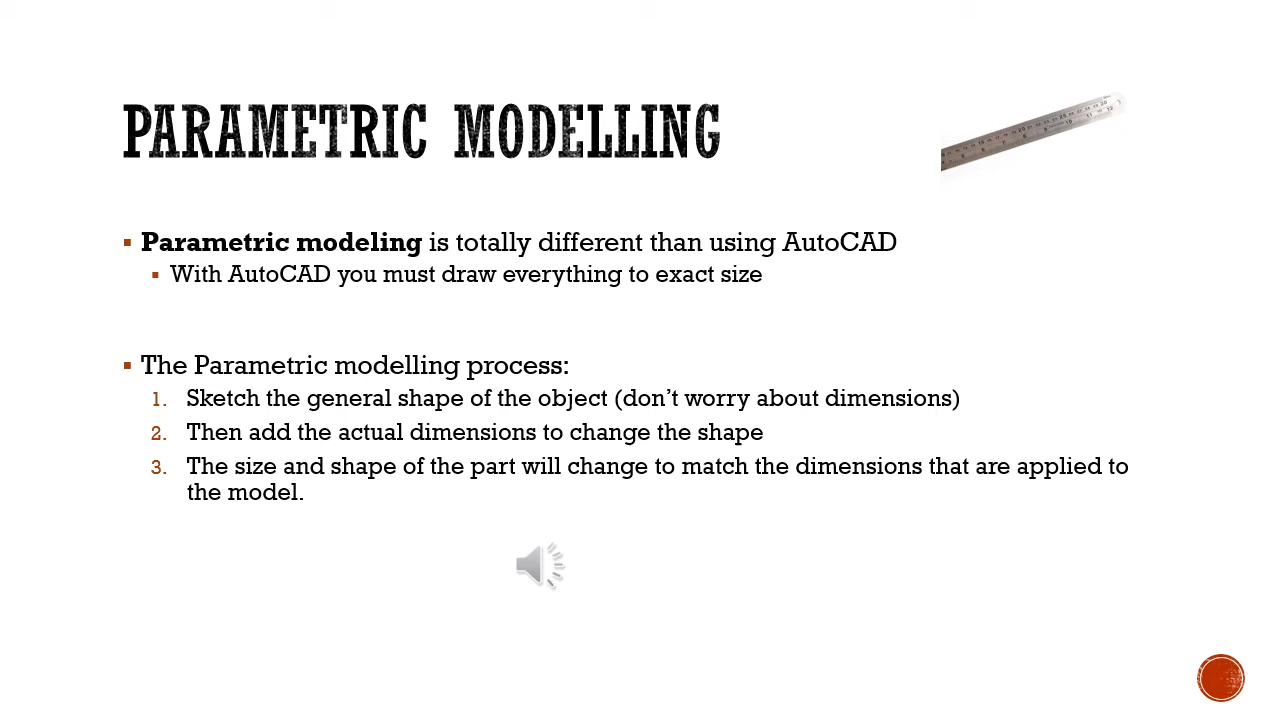 PARAMETRIC MODELLING
▪ Parametric modeling is totally different than using AutoCAD
▪ With AutoCAD you must draw everything to exact size
▪ The Parametric modelling process:
1. Sketch the general shape of the object (don’t worry about dimensions)
2. Then add the actual dimensions to change the shape
3. The size and shape of the part will change to match the dimensions that are applied to
the model.